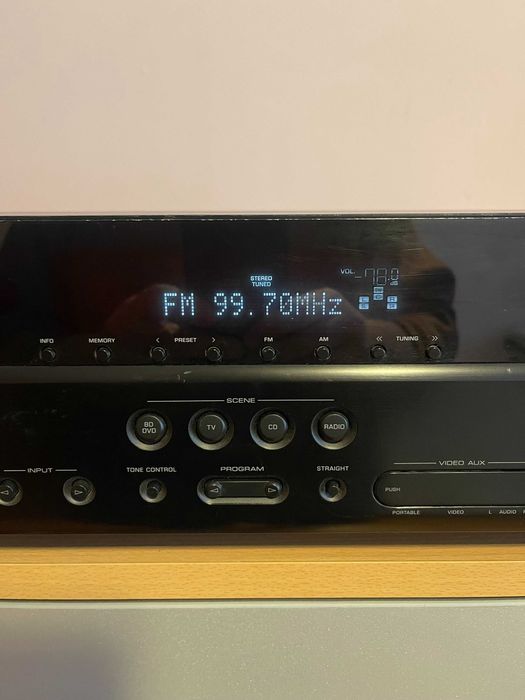 STEREO
TUNED
VOL.
FM 99.70MHz
INFO MEMORY < PRESET > FM AM << TUNING >>
SCENE
BD
DVD
TV
CD
RADIO
INPUT TONE CONTROL PROGRAM STRAIGHT
VIDEO AUX
PUSH
PORTABLE VIDEO L AUDIO